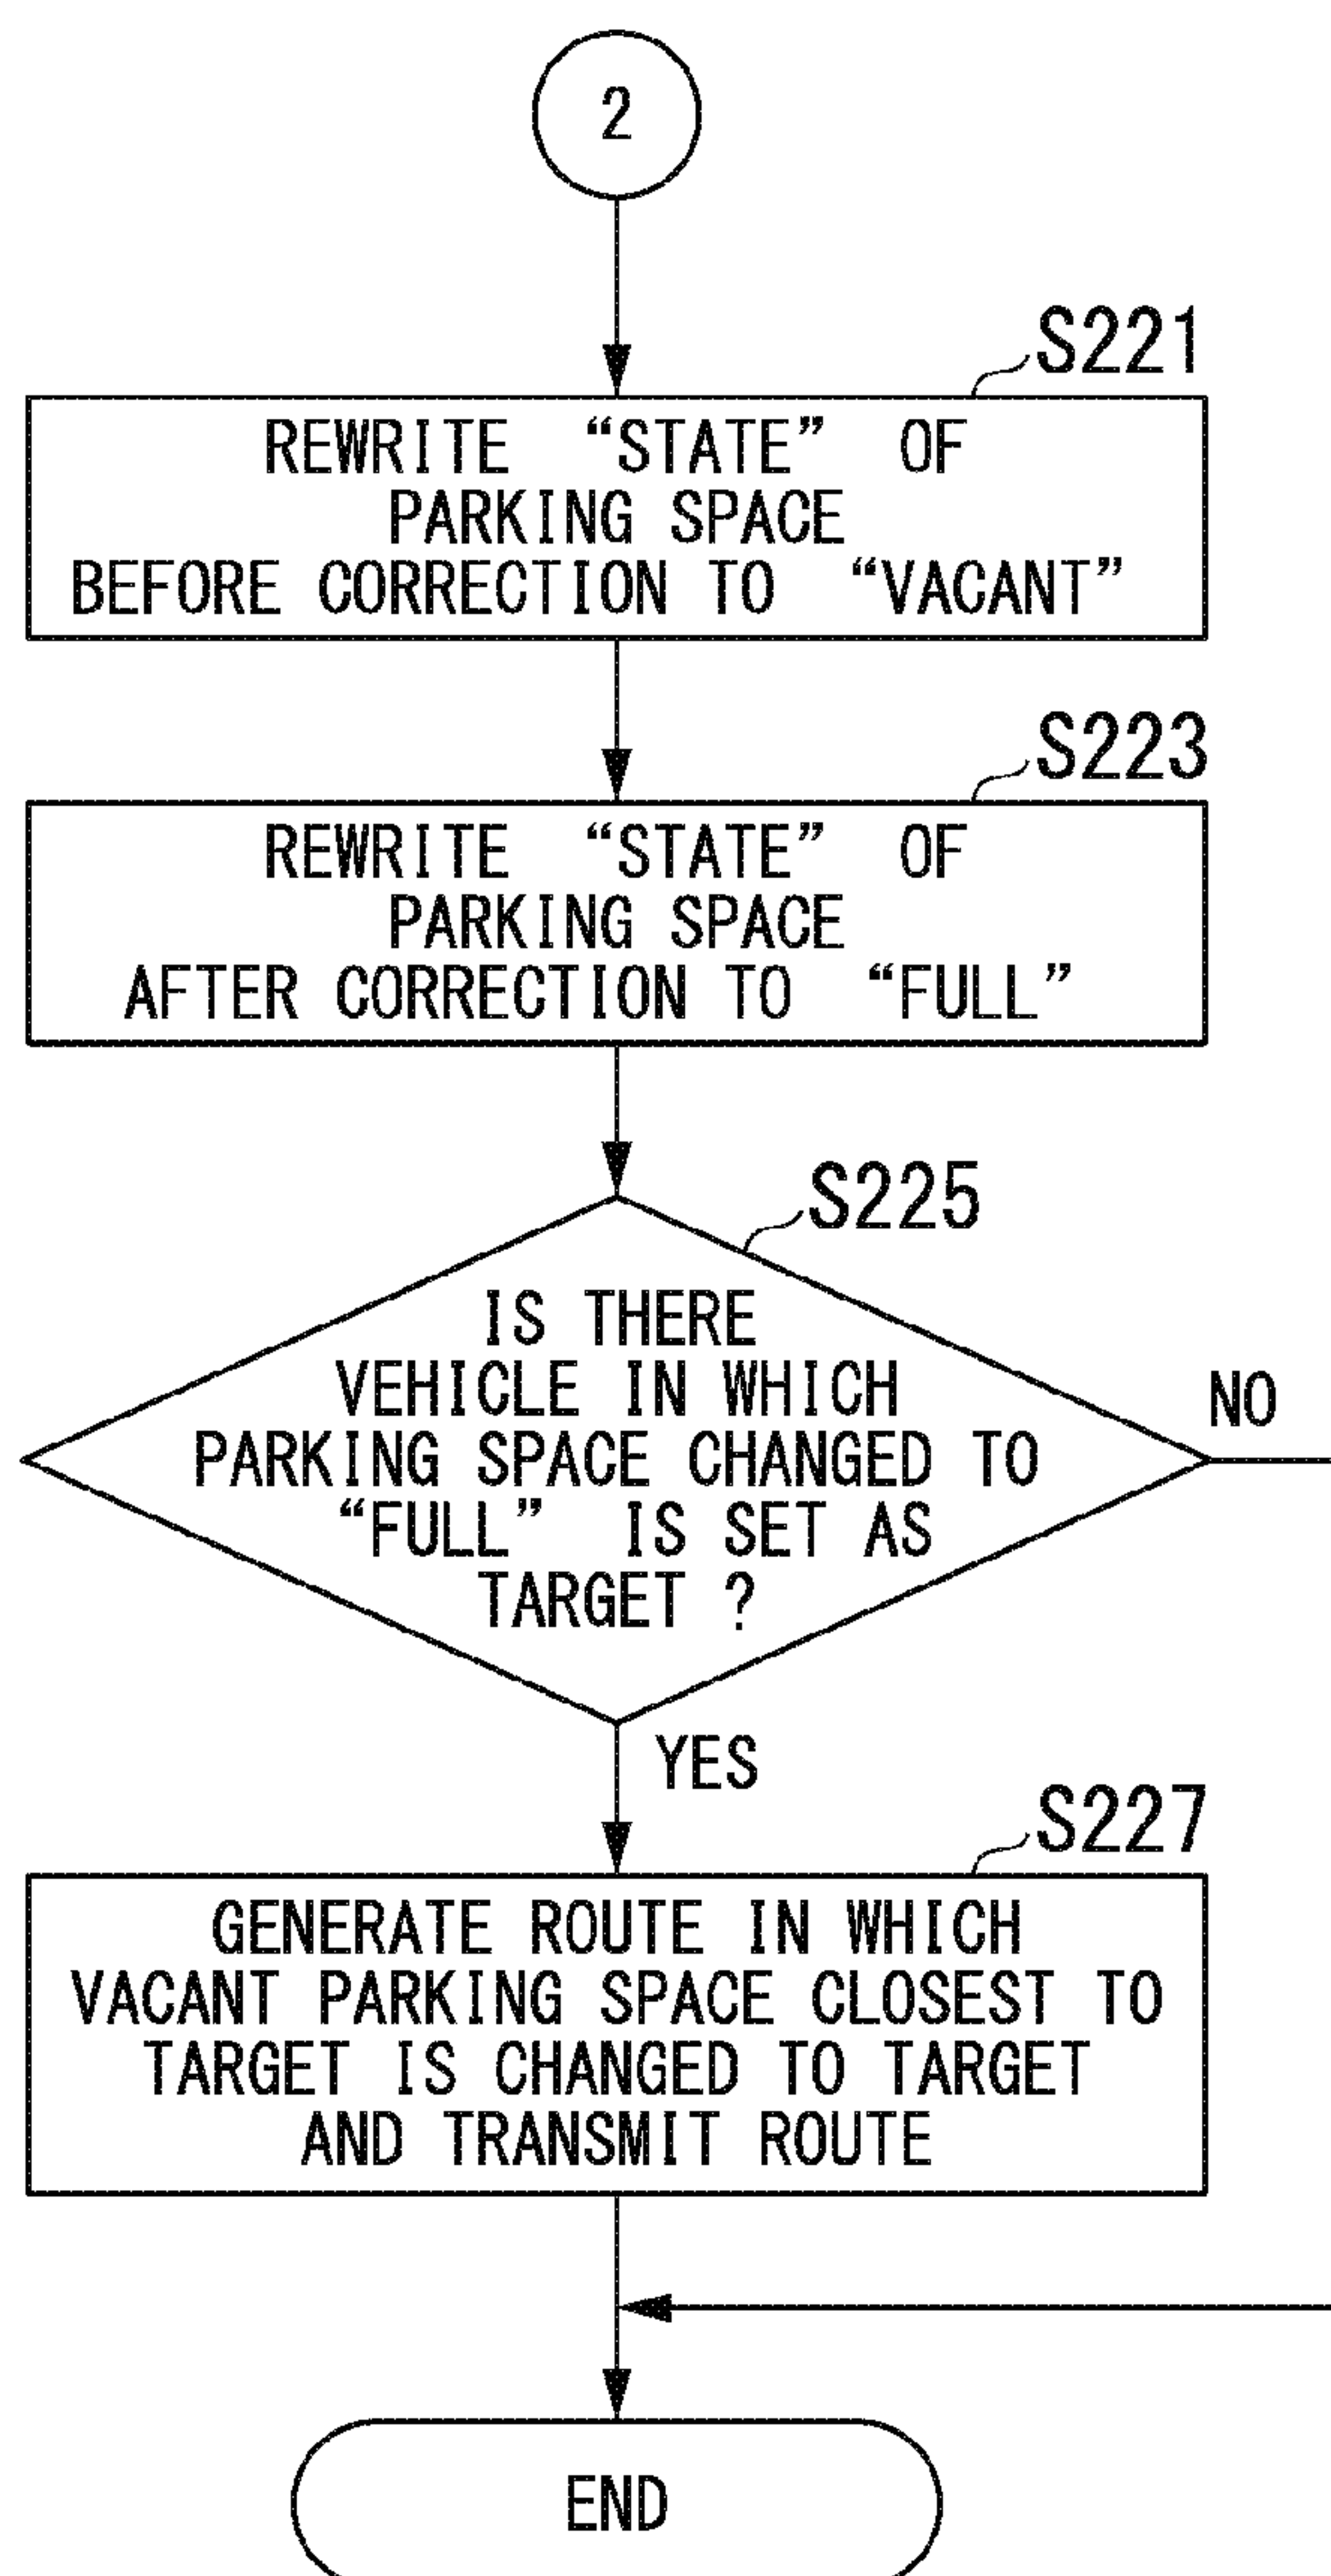 2
S221
REWRITE “STATE” OF
PARKING SPACE
BEFORE CORRECTION TO “VACANT”
S223
REWRITE “STATE” OF
PARKING SPACE
AFTER CORRECTION TO “FULL”
S225
IS THERE
VEHICLE IN WHICH
PARKING SPACE CHANGED TO
“FULL” IS SET AS
TARGET ?
NO
YES
S227
GENERATE ROUTE IN WHICH
VACANT PARKING SPACE CLOSEST TO
TARGET IS CHANGED TO TARGET
AND TRANSMIT ROUTE
END